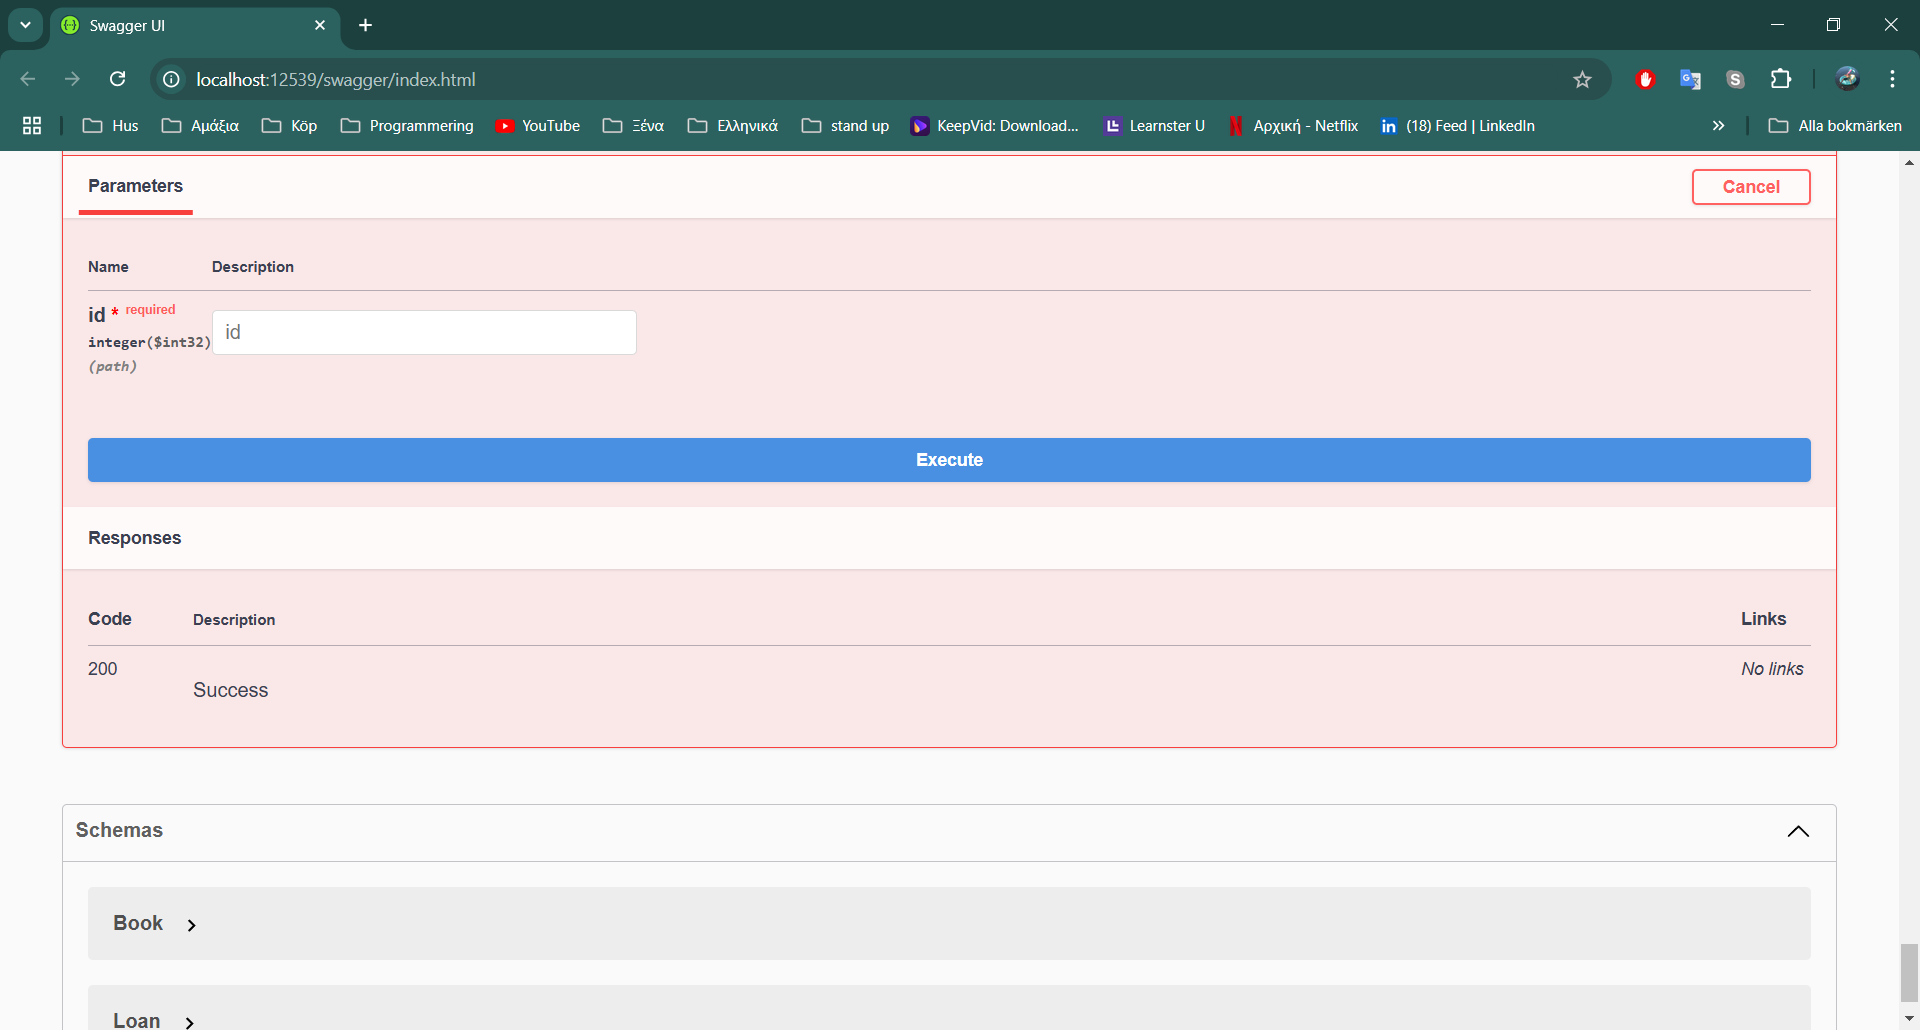 Swagger UI
localhost:12539/swagger/index.html
Hus
Αμάξια
Köp
Programmering
YouTube
Ξένα
Ελληνικά
stand up
KeepVid: Download...
Learnster U
Αρχική - Netflix
(18) Feed | LinkedIn
Alla bokmärken
Parameters
Cancel
Name Description
id * required
integer($int32)
(path)
id
Execute
Responses
Code Description Links
200 Success No links
Schemas
Book
Loan